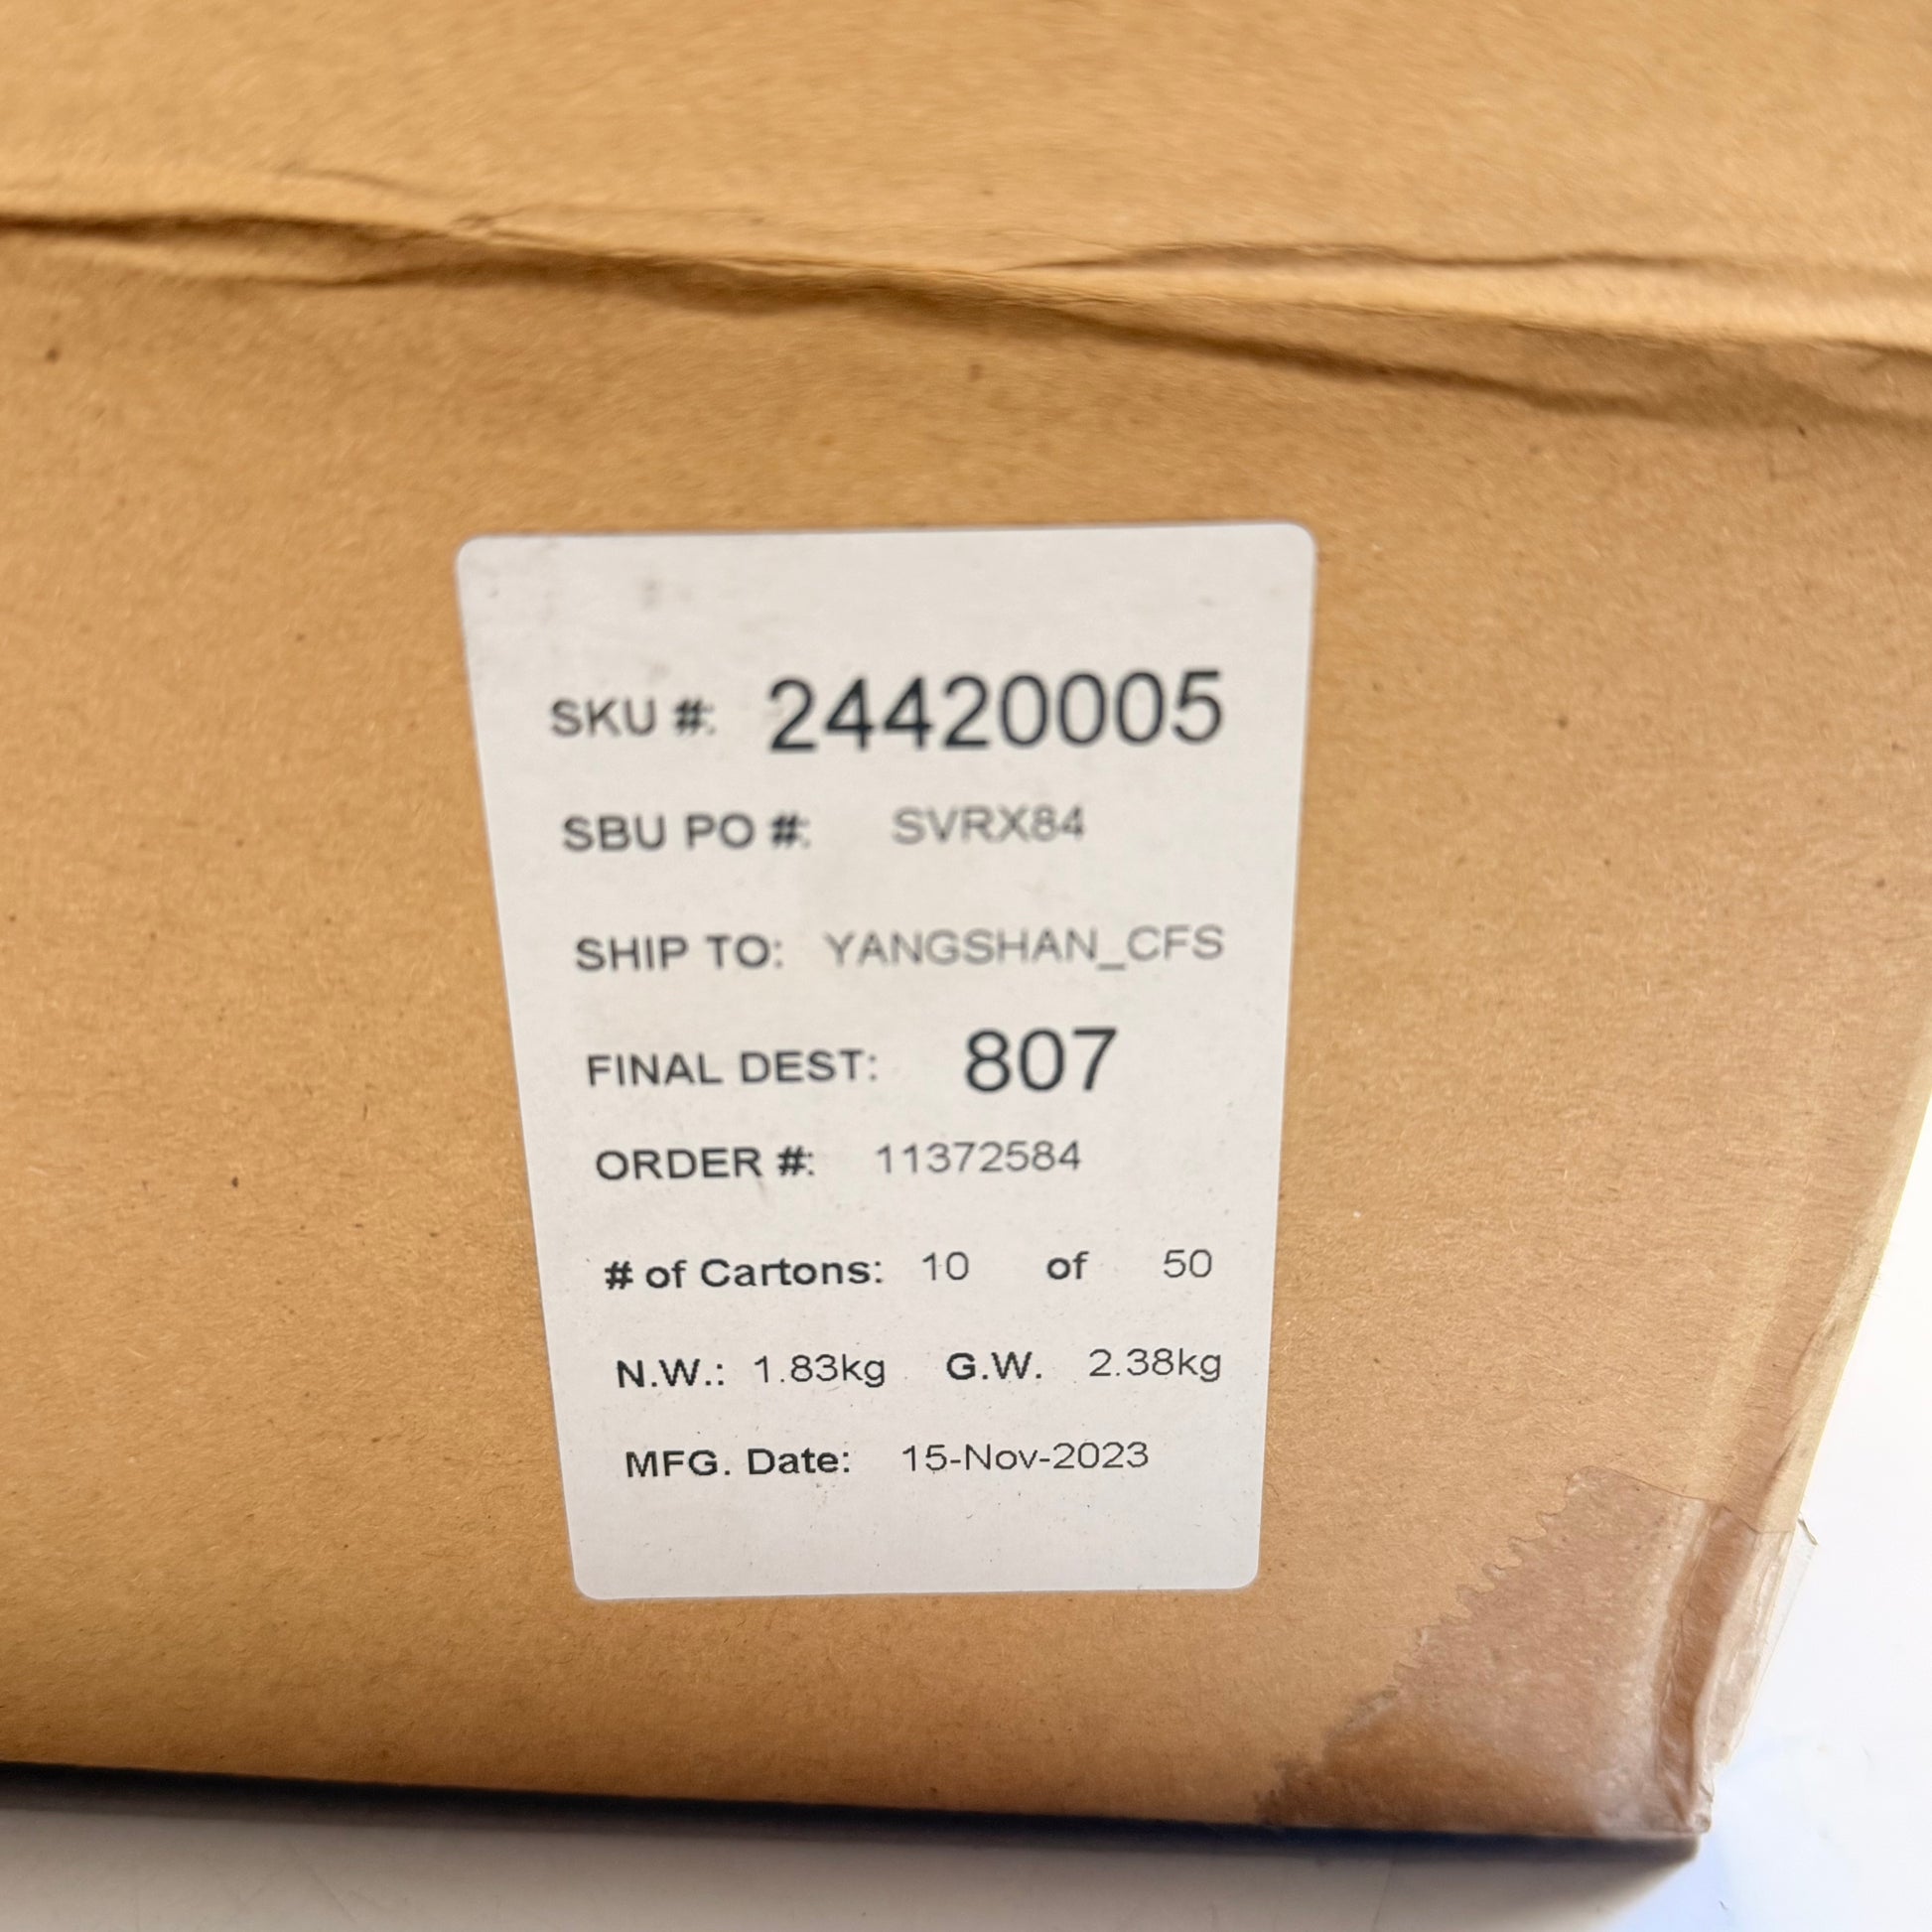 SKU #: 24420005
SBU PO #: SVRX84
SHIP TO: YANGSHAN_CFS
FINAL DEST: 807
ORDER #: 11372584
# of Cartons: 10 of 50
N.W.: 1.83kg G.W. 2.38kg
MFG. Date: 15-Nov-2023